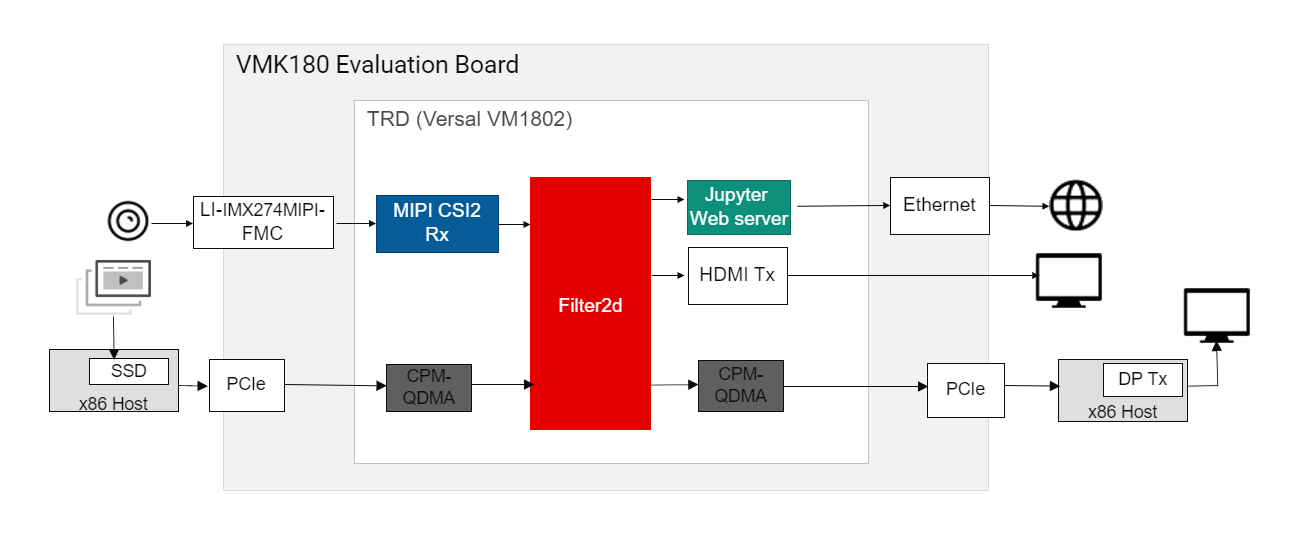 VMK180 Evaluation Board
TRD (Versal VM1802)
LI-IMX274MIPI-
FMC
MIPI CSI2
Rx
Filter2d
Jupyter
Web server
Ethernet
HDMI Tx
SSD
x86 Host
PCIe
CPM-
QDMA
CPM-
QDMA
PCIe
DP Tx
x86 Host